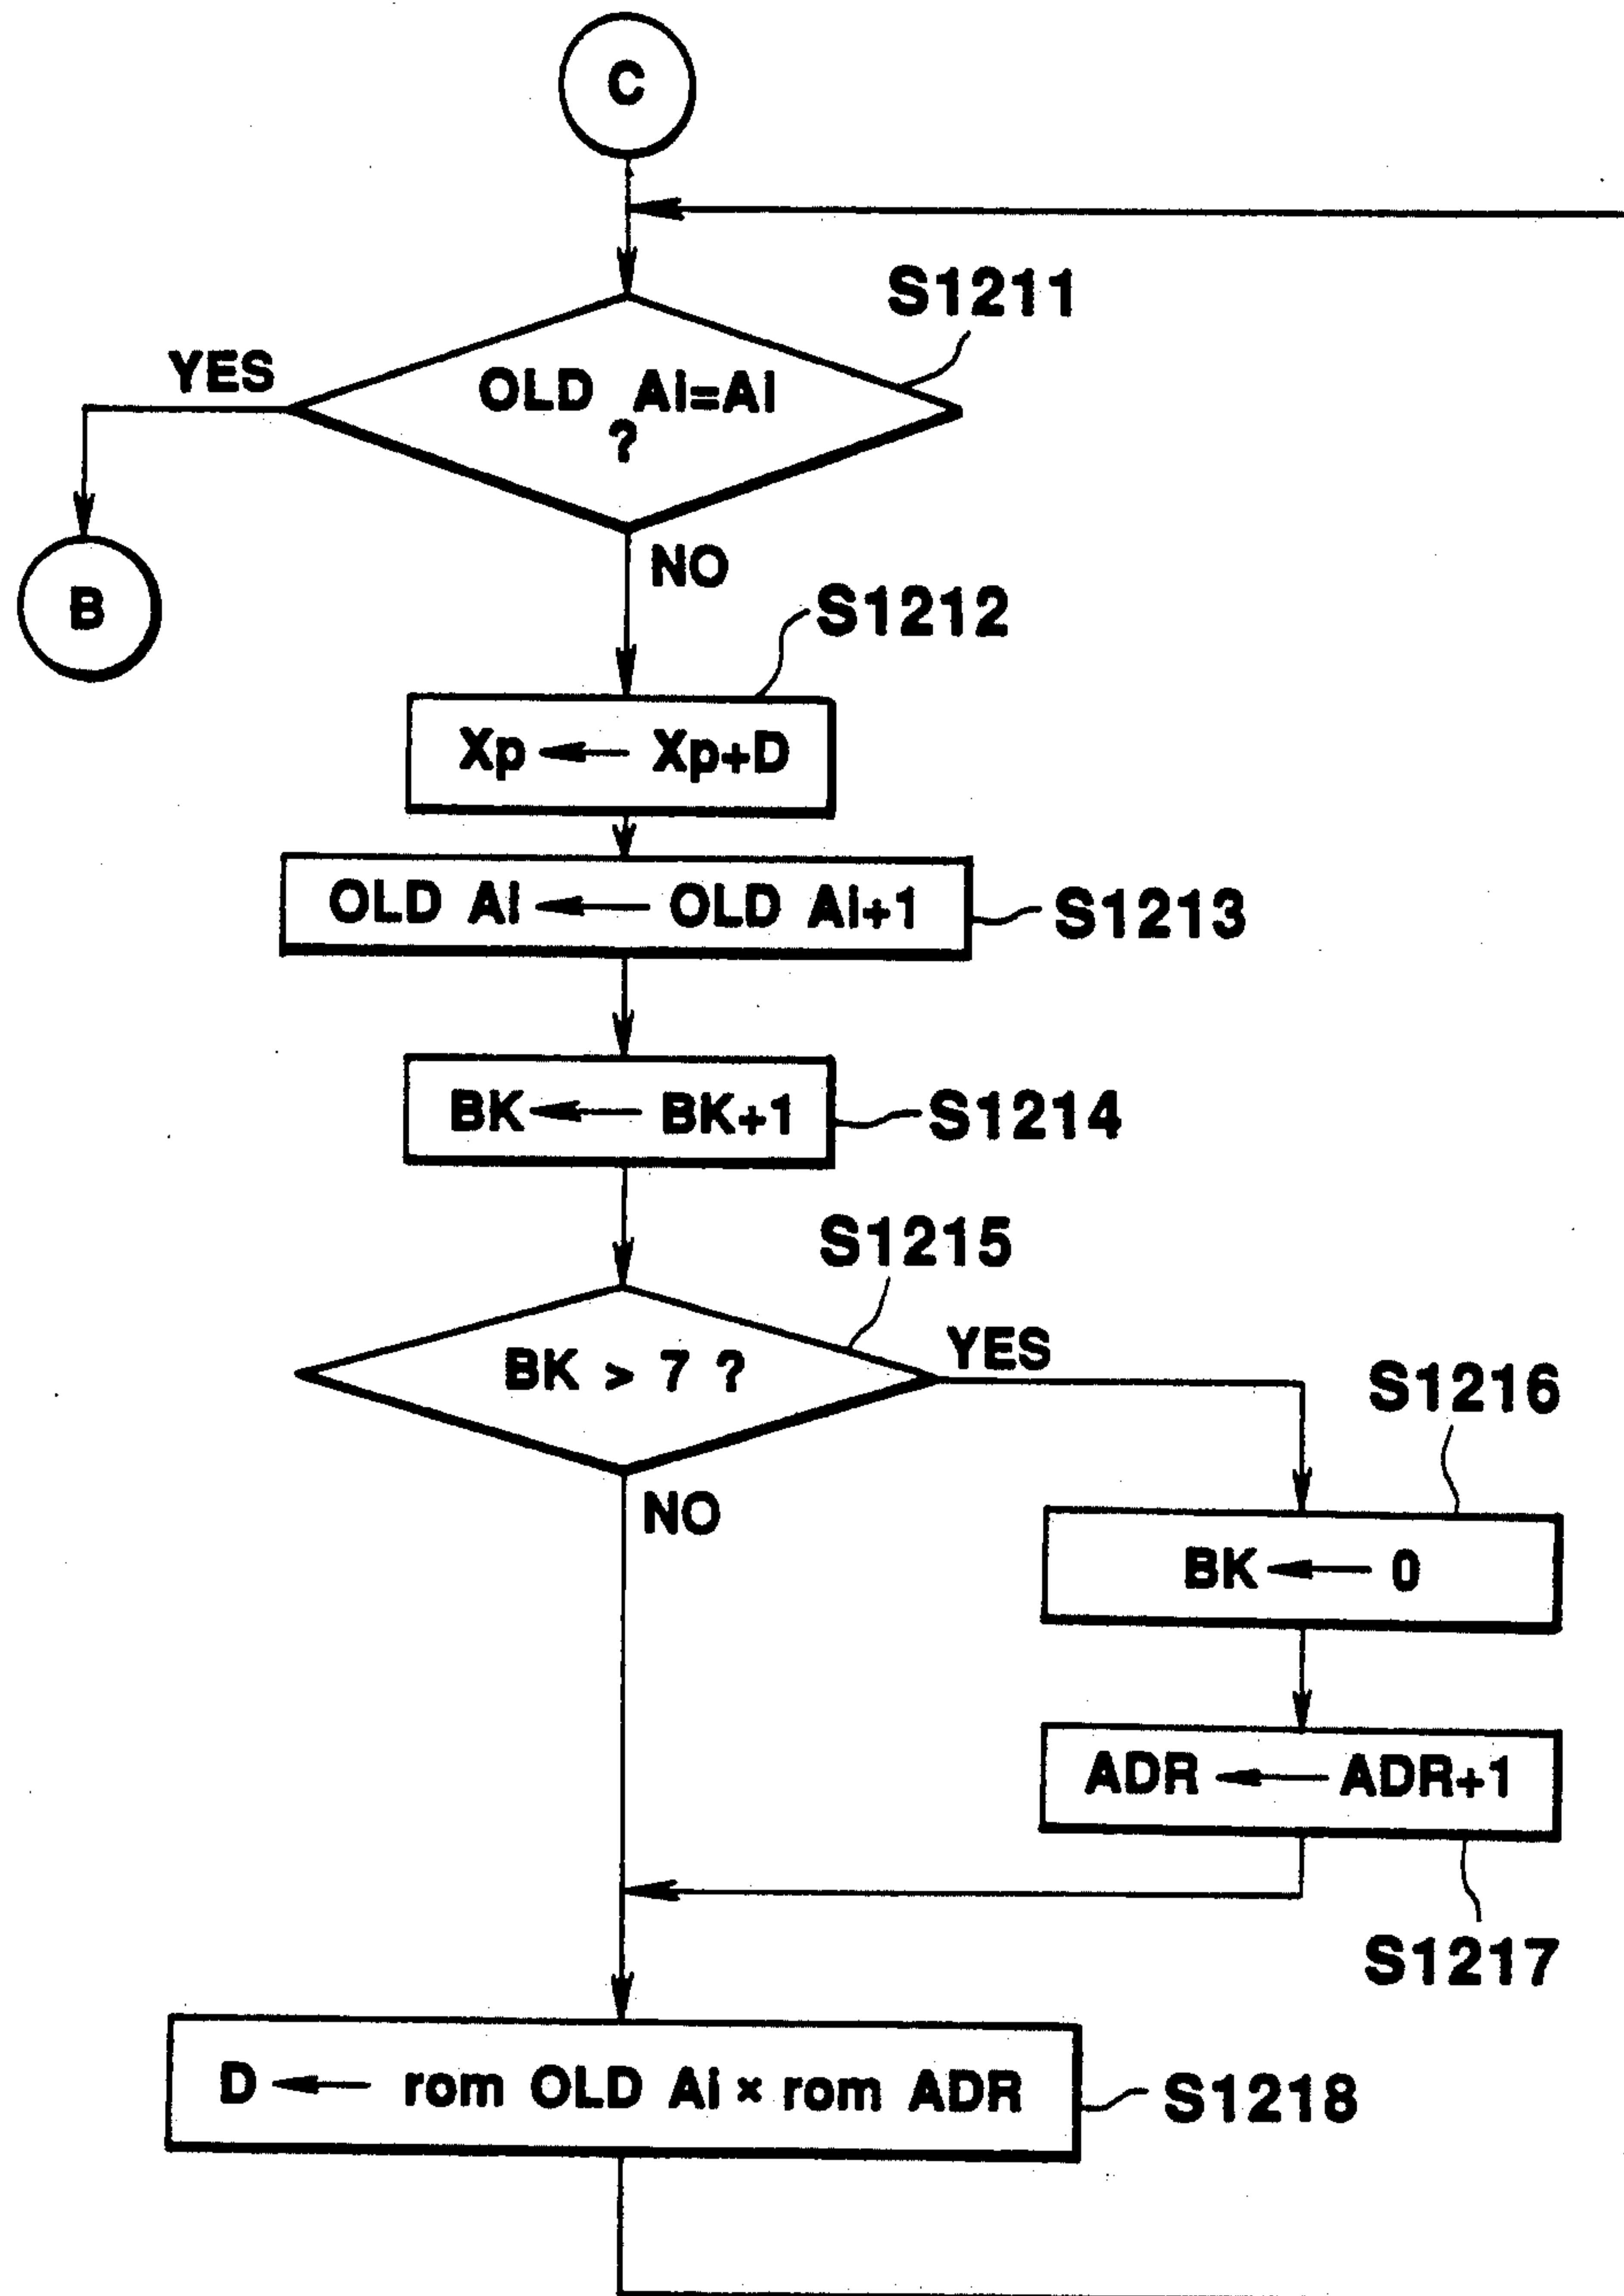 C
S1211
YES
OLD Ai=Ai
?
B
NO
S1212
Xp ← Xp+D
OLD Ai ← OLD Ai+1
S1213
BK ← BK+1
S1214
S1215
BK > 7 ?
YES
S1216
NO
BK ← 0
ADR ← ADR+1
S1217
D ← rom OLD Ai × rom ADR
S1218